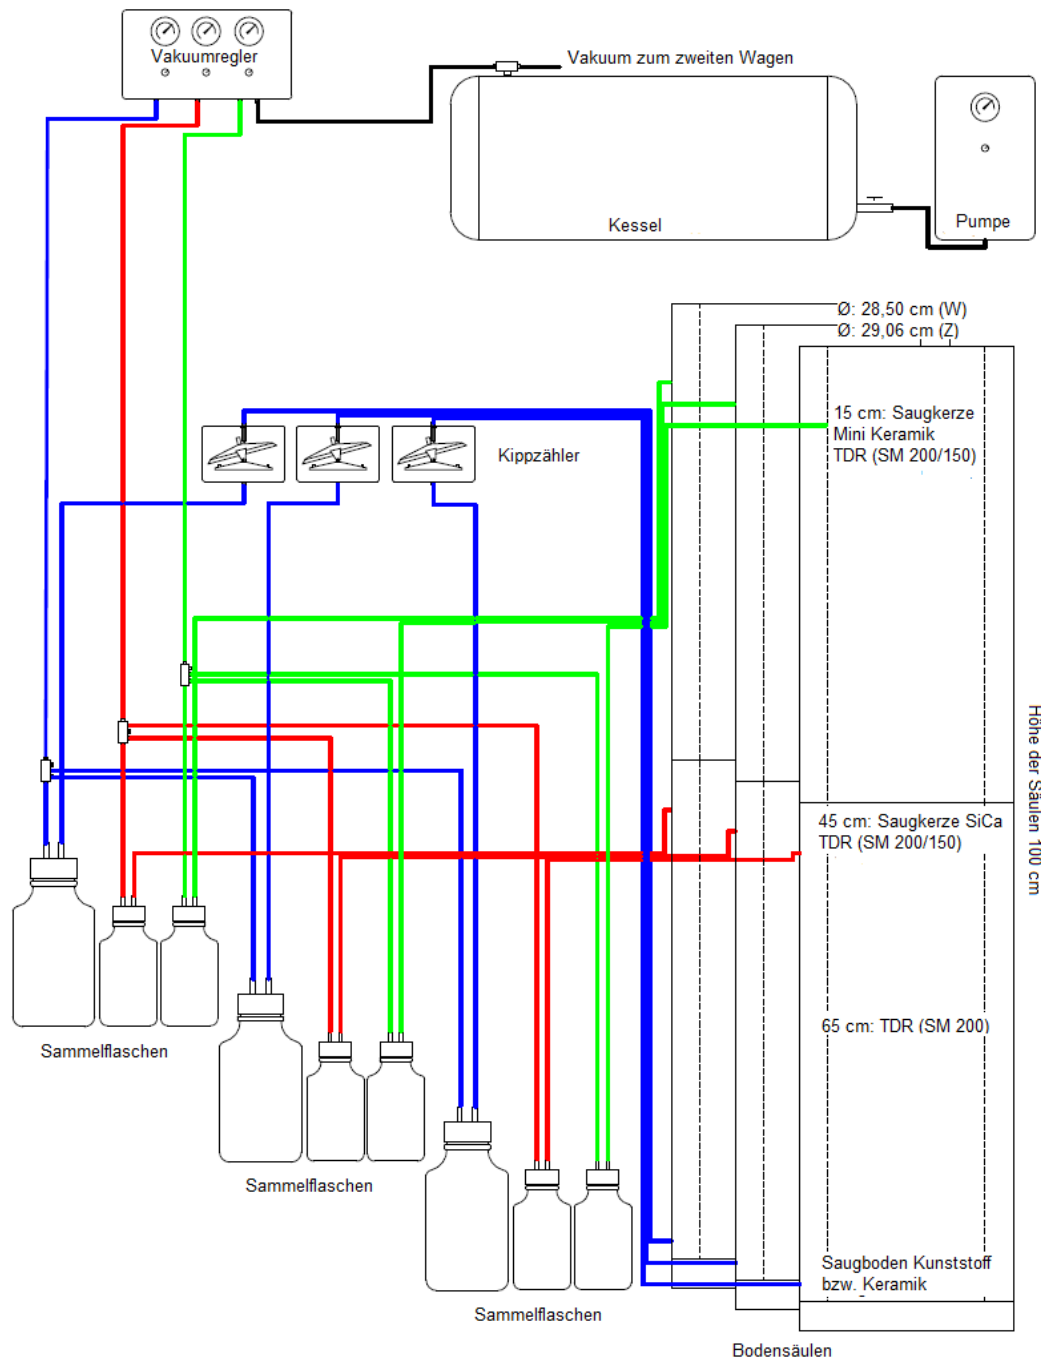 Vakuumregler
Vakuum zum zweiten Wagen
Kessel
Pumpe
Ø: 28,50 cm (W)
Ø: 29,06 cm (Z)
15 cm: Saugkerze
Mini Keramik
TDR (SM 200/150)
Kippzähler
Höhe der Säulen 100 cm
45 cm: Saugkerze SiCa
TDR (SM 200/150)
65 cm: TDR (SM 200)
Sammelflaschen
Sammelflaschen
Saugboden Kunststoff
bzw. Keramik
Sammelflaschen
Bodensäulen